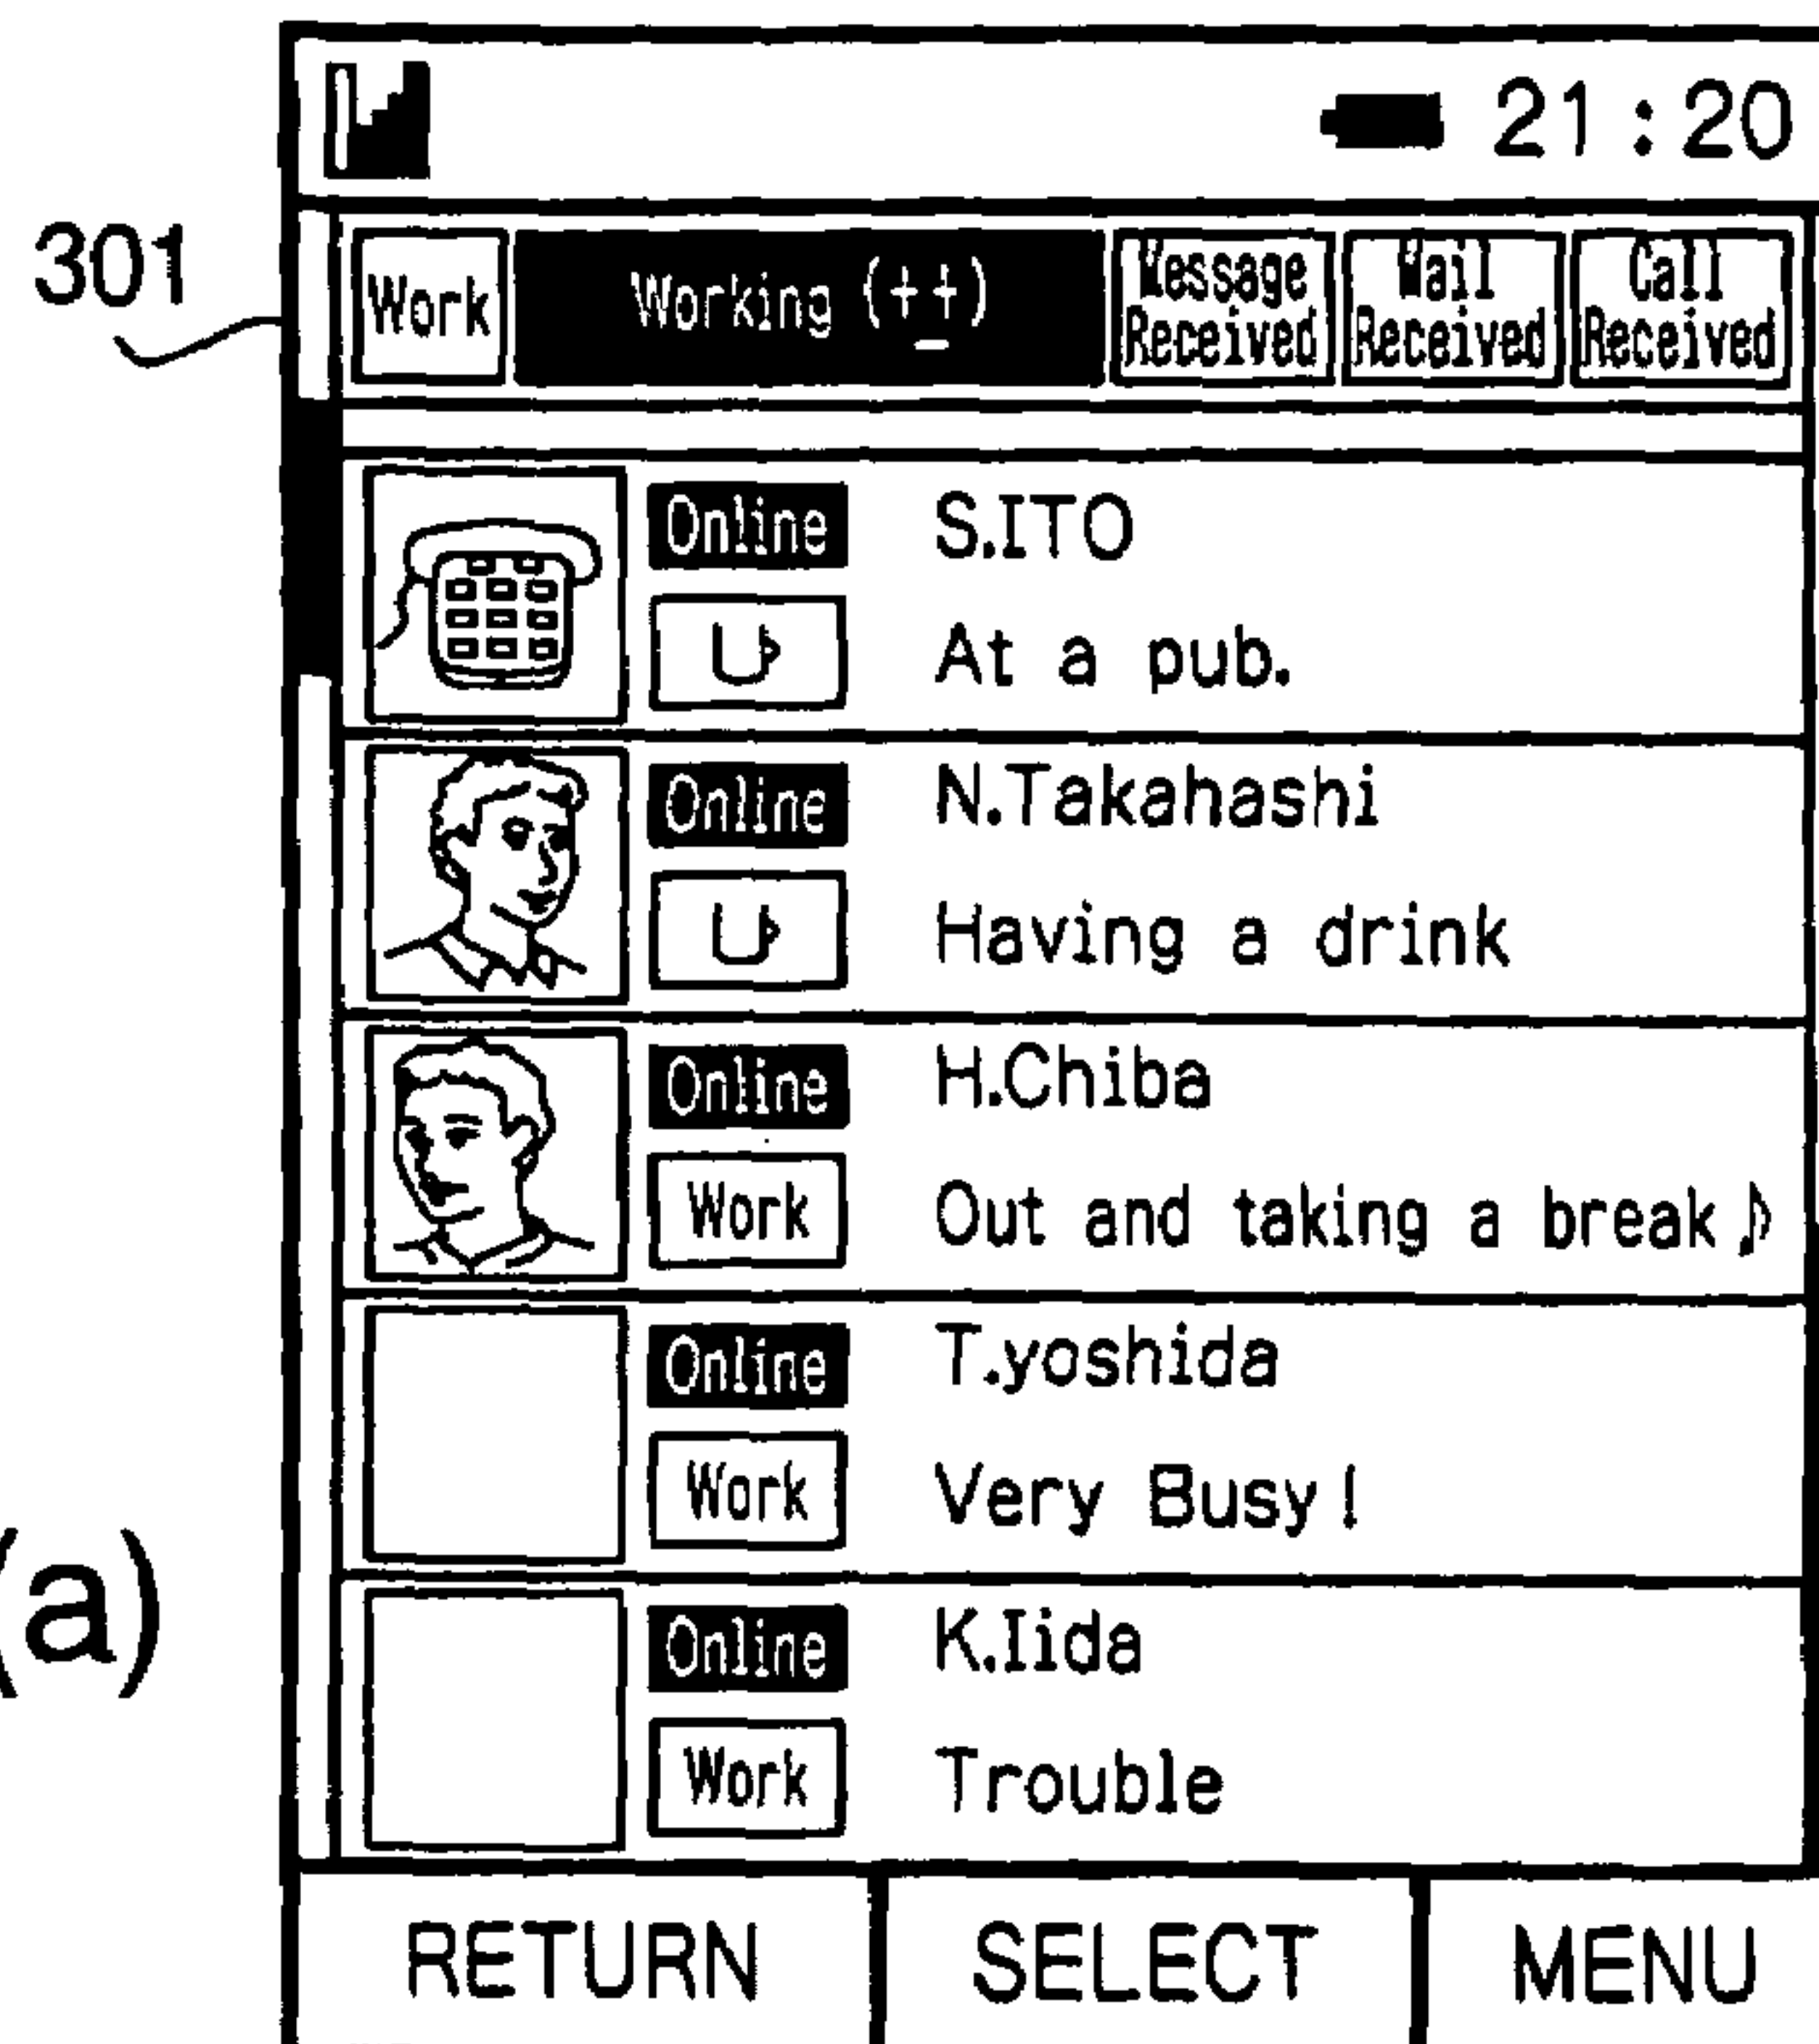 21:20
301
Work Working (++) Message Received Mail Received Call Received
Online S.ITO
At a pub.
Online N.Takahashi
Having a drink
Online H.Chiba
Work Out and taking a break♪
Online T.yoshida
Work Very Busy!
(a)
Online K.Iida
Work Trouble
RETURN SELECT MENU